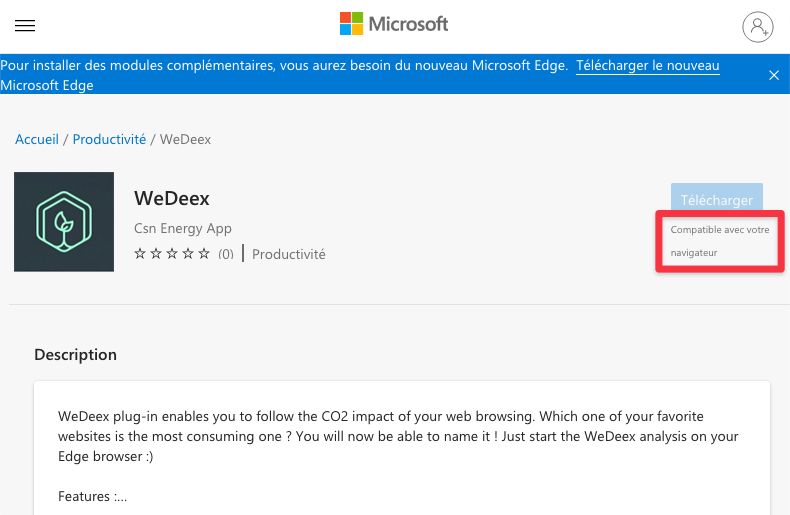 Microsoft
Pour installer des modules complémentaires, vous aurez besoin du nouveau Microsoft Edge. Télécharger le nouveau
Microsoft Edge
Accueil / Productivité / WeDeex
WeDeex
Télécharger
Csn Energy App
Compatible avec votre
navigateur
(0) | Productivité
Description
WeDeex plug-in enables you to follow the CO2 impact of your web browsing. Which one of your favorite
websites is the most consuming one ? You will now be able to name it ! Just start the WeDeex analysis on your
Edge browser :)
Features :...